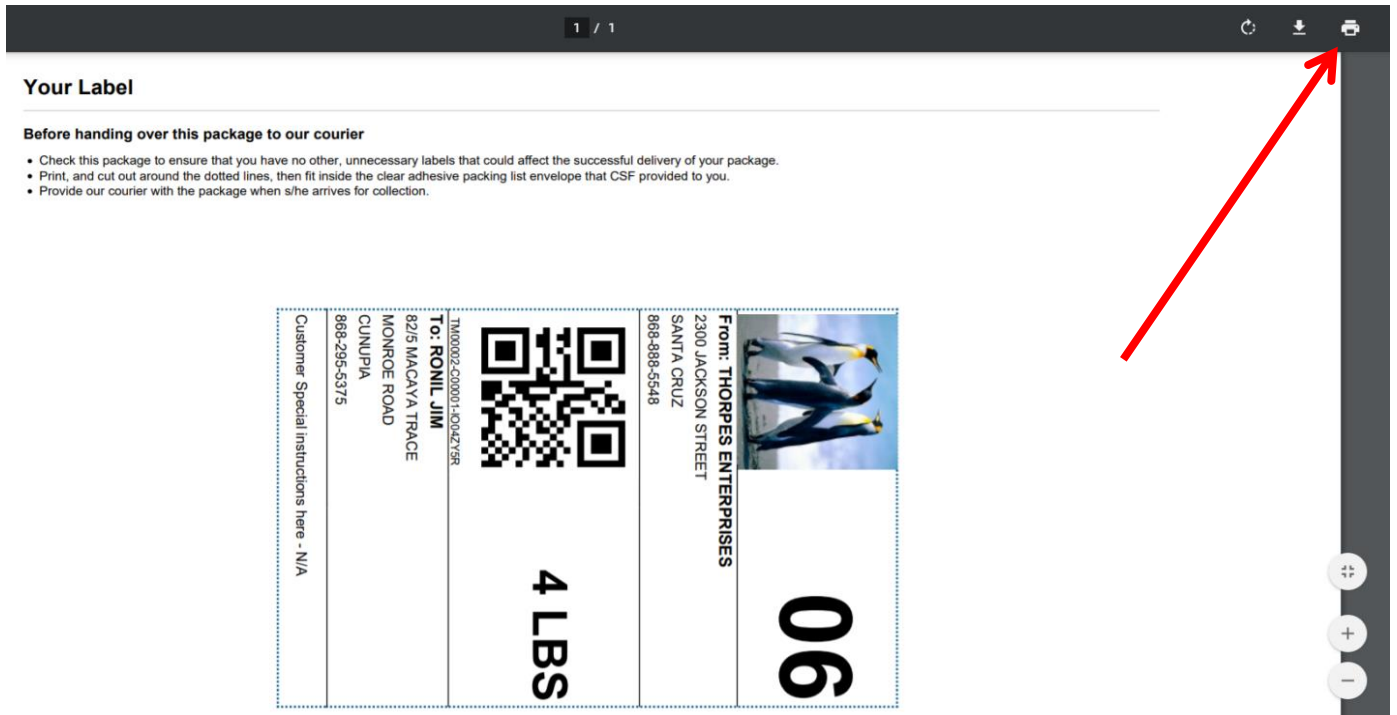 1 / 1
Your Label
Before handing over this package to our courier
• Check this package to ensure that you have no other, unnecessary labels that could affect the successful delivery of your package.
• Print, and cut out around the dotted lines, then fit inside the clear adhesive packing list envelope that CSF provided to you.
• Provide our courier with the package when s/he arrives for collection.
06
From: THORPES ENTERPRISES
2300 JACKSON STREET
SANTA CRUZ
868-888-5548
4 LBS
TM00002-C00001-IO04ZY5R
To: RONIL JIM
82/5 MACAYA TRACE
MONROE ROAD
CUNUPIA
868-295-5375
Customer Special instructions here - N/A